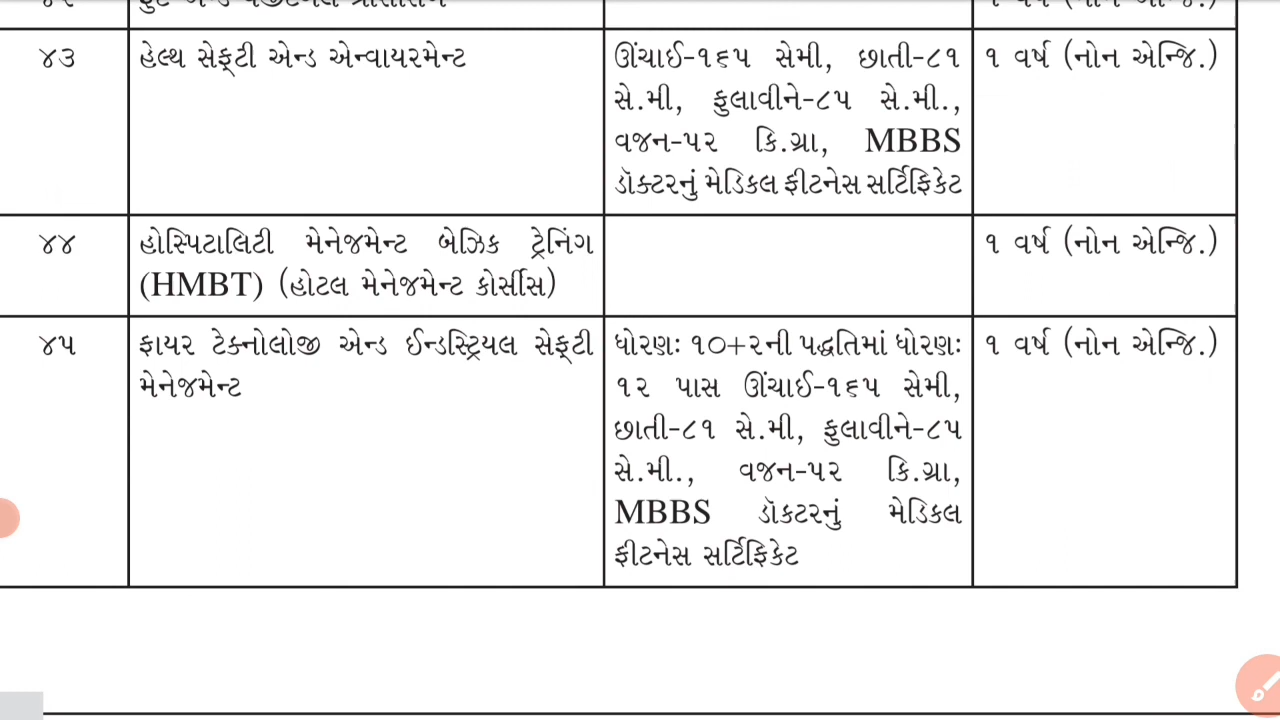 ૪૩ હેલ્થ સેફ્ટી એન્ડ એન્વાયરમેન્ટ ઊંચાઈ-૧૬૫ સેમી, છાતી-૮૧ ૧ વર્ષ (નોન એન્જિ.)
સે.મી, ફુલાવીને-૮૫ સે.મી.,
વજન-૫૨ કિ.ગ્રા, MBBS
ડૉક્ટરનું મેડિકલ ફીટનેસ સર્ટિફિકેટ
૪૪ હોસ્પિટાલિટી મેનેજમેન્ટ બેઝિક ટ્રેનિંગ ૧ વર્ષ (નોન એન્જિ.)
(HMBT) (હોટલ મેનેજમેન્ટ કોર્સીસ)
૪૫ ફાયર ટેક્નોલોજી એન્ડ ઈન્ડસ્ટ્રિયલ સેફ્ટી ધોરણઃ ૧૦+૨ની પદ્ધતિમાં ધોરણઃ ૧ વર્ષ (નોન એન્જિ.)
મેનેજમેન્ટ ૧૨ પાસ ઊંચાઈ-૧૬૫ સેમી,
છાતી-૮૧ સે.મી, ફુલાવીને-૮૫
સે.મી., વજન-૫૨ કિ.ગ્રા,
MBBS ડૉકટરનું મેડિકલ
ફીટનેસ સર્ટિફિકેટ